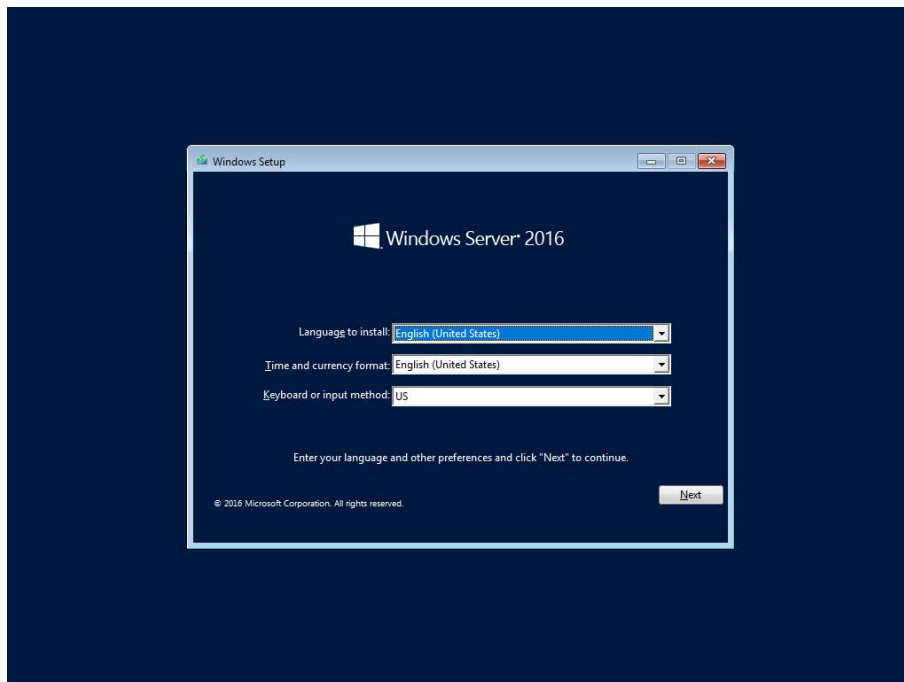 Windows Setup
Windows Server 2016
Language to install: English (United States)
Time and currency format: English (United States)
Keyboard or input method: US
Enter your language and other preferences and click "Next" to continue.
© 2016 Microsoft Corporation. All rights reserved.
Next